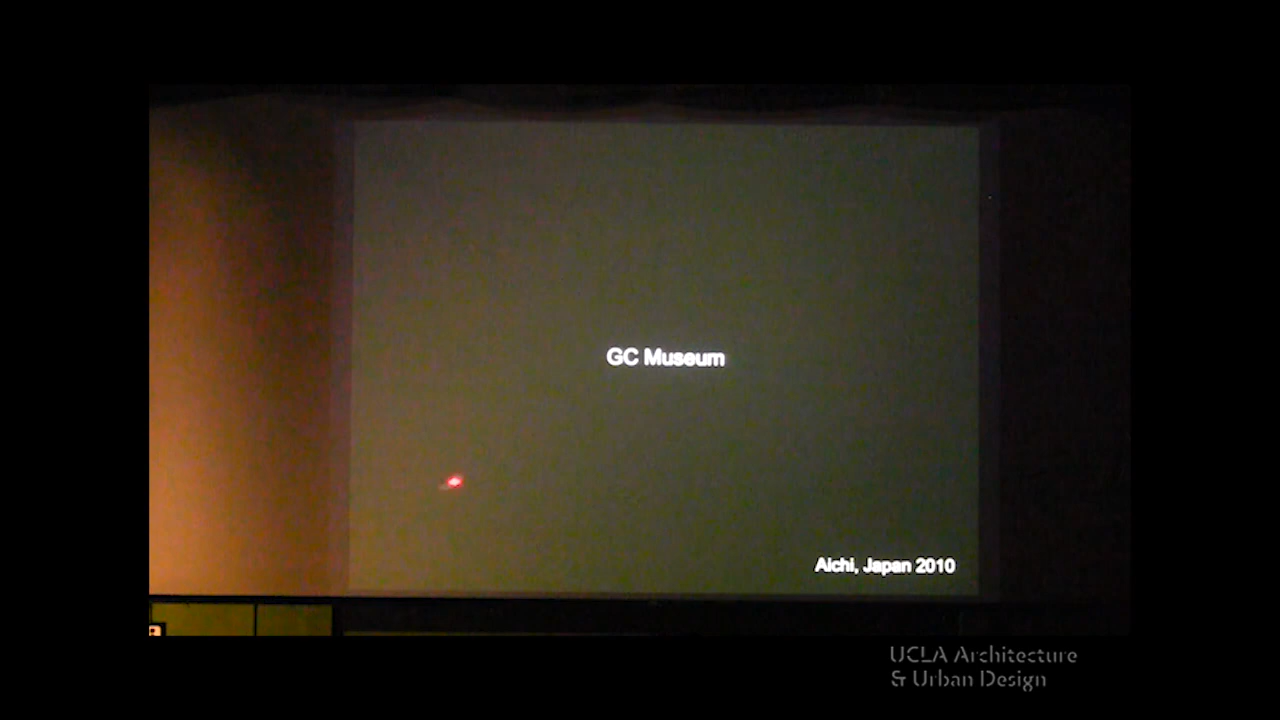 GC Museum
Aichi, Japan 2010
UCLA Architecture
& Urban Design